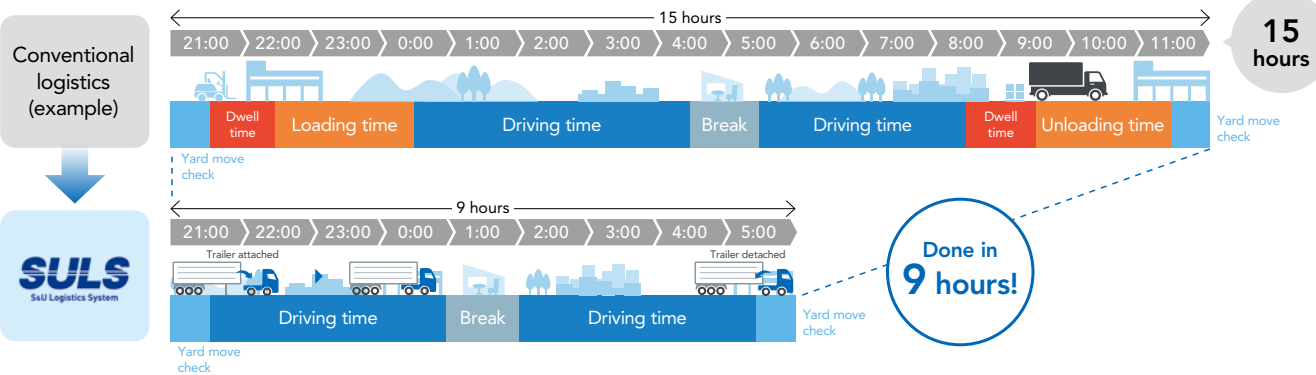 15 hours
21:00 22:00 23:00 0:00 1:00 2:00 3:00 4:00 5:00 6:00 7:00 8:00 9:00 10:00 11:00
15
hours
Conventional
logistics
(example)
Dwell
time
Loading time
Driving time
Break
Driving time
Dwell
time
Unloading time
Yard move
check
Yard move
check
9 hours
21:00 22:00 23:00 0:00 1:00 2:00 3:00 4:00 5:00
Trailer attached
Trailer detached
SULS
S&U Logistics System
Driving time
Break
Driving time
Yard move
check
Yard move
check
Done in
9 hours!